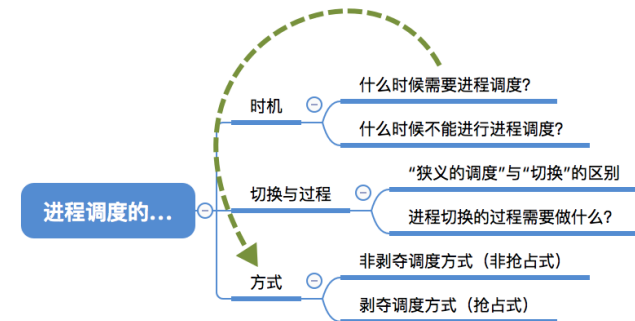 进程调度的...
时机
什么时候需要进程调度？
什么时候不能进行进程调度？
切换与过程
“狭义的调度”与“切换”的区别
进程切换的过程需要做什么？
方式
非剥夺调度方式（非抢占式）
剥夺调度方式（抢占式）